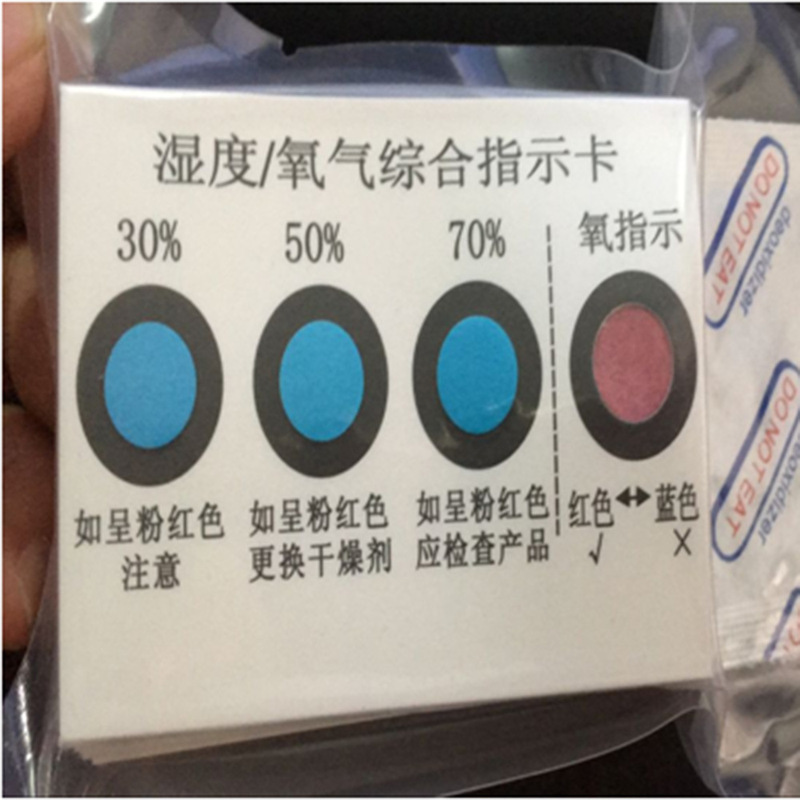 湿度/氧气综合指示卡
30% 50% 70% 氧指示
如呈粉红色 如呈粉红色 如呈粉红色 红色 ↔ 蓝色
注意 更换干燥剂 应检查产品 √ ×
DO NOT EAT
deoxidizer
DO NOT EAT
deoxidizer